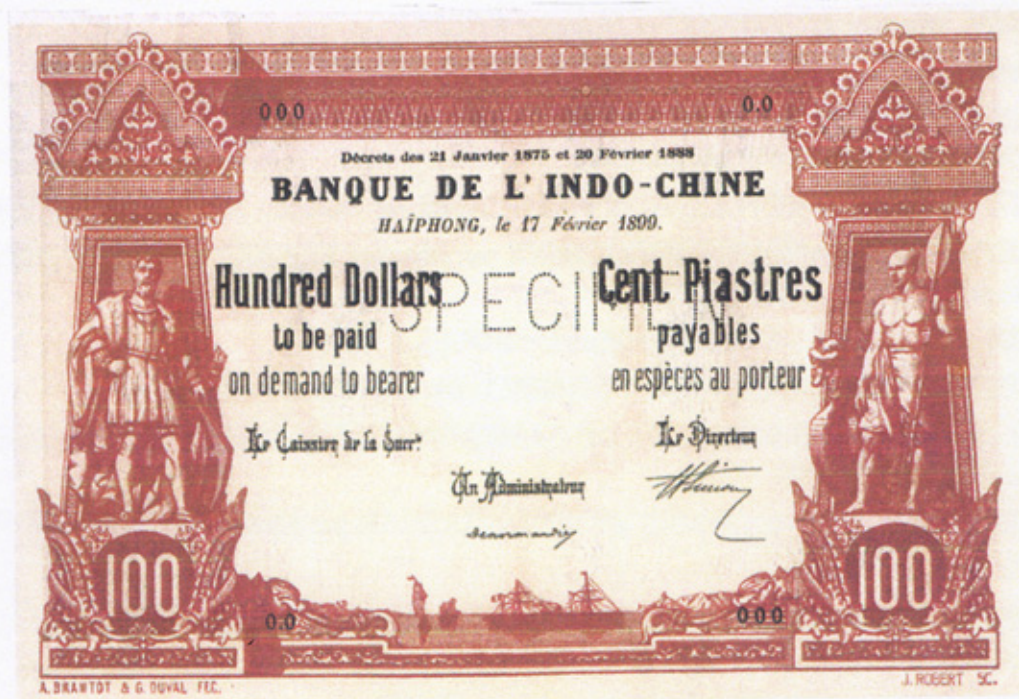 000 0.0
Décrets des 21 Janvier 1875 et 20 Février 1888
BANQUE DE L' INDO-CHINE
HAÏPHONG, le 17 Février 1899.
Hundred Dollars
to be paid
on demand to bearer
Cent Piastres
payables
en espèces au porteur
SPECIMEN
Le Caissier de la Succ.le
Le Directeur
Un Administrateur
100
100
0.0 000
A. BRAMTOT & G. DUVAL FEC.
J. ROBERT SC.